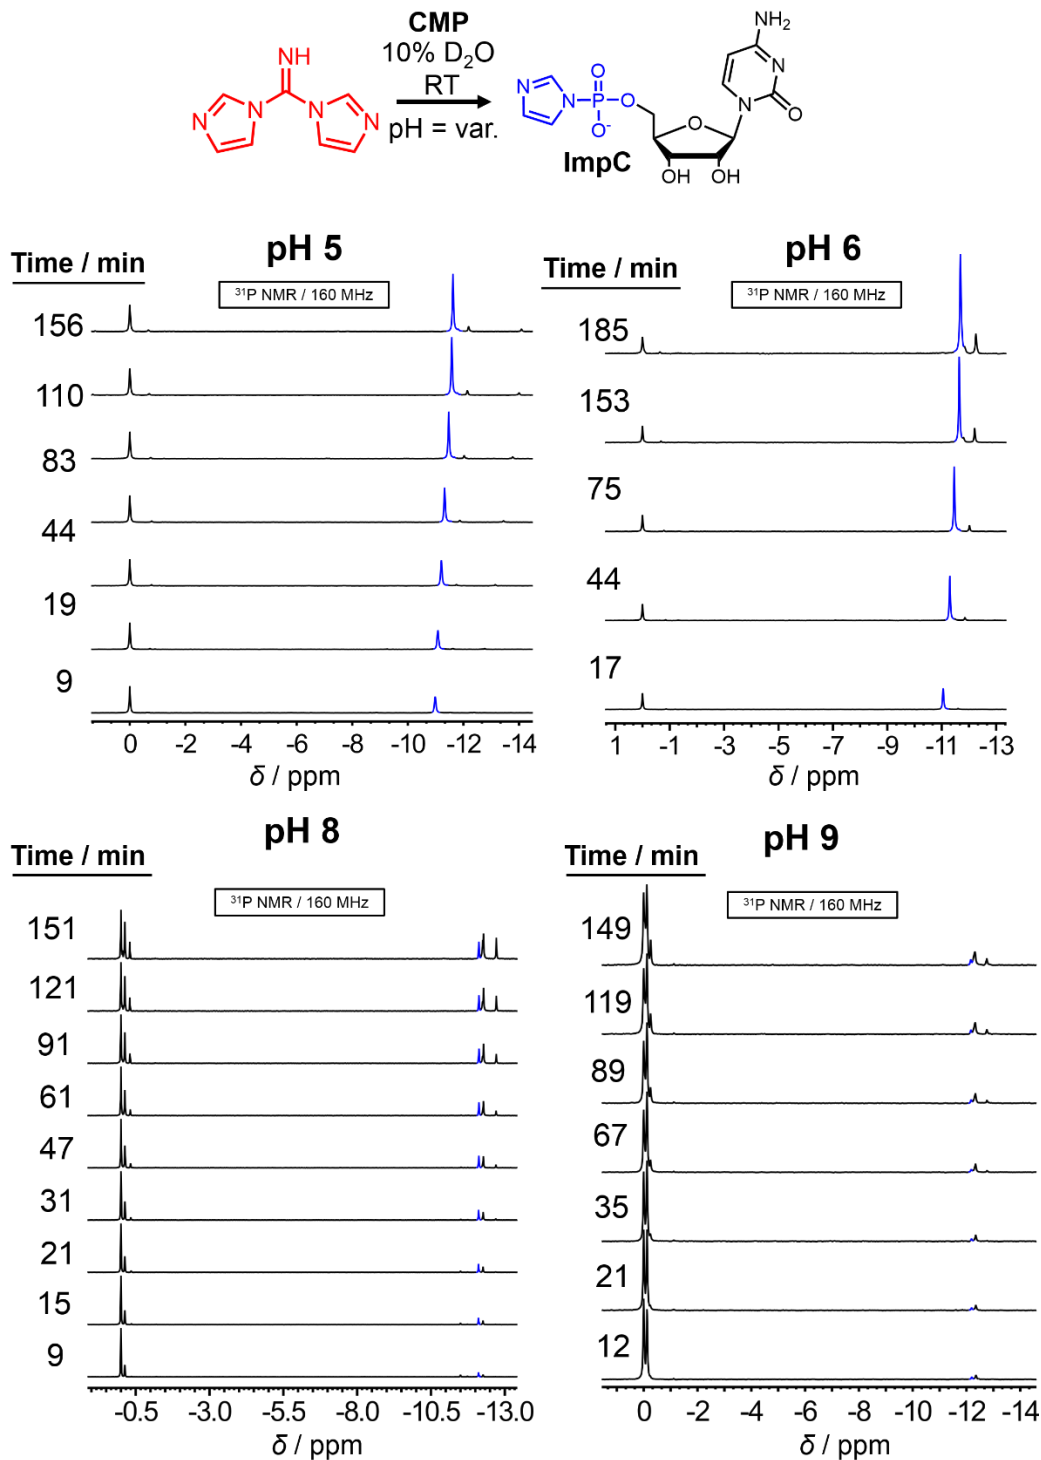 CMP
10% D₂O
RT
pH = var.
NH
N
N
N
N
N
N
P
O
O⁻
O
O
OH
OH
N
N
O
NH₂
ImpC
pH 5
Time / min
³¹P NMR / 160 MHz
156
110
83
44
19
9
0 -2 -4 -6 -8 -10 -12 -14
δ / ppm
pH 6
Time / min
³¹P NMR / 160 MHz
185
153
75
44
17
1 -1 -3 -5 -7 -9 -11 -13
δ / ppm
pH 8
Time / min
³¹P NMR / 160 MHz
151
121
91
61
47
31
21
15
9
-0.5 -3.0 -5.5 -8.0 -10.5 -13.0
δ / ppm
pH 9
Time / min
³¹P NMR / 160 MHz
149
119
89
67
35
21
12
0 -2 -4 -6 -8 -10 -12 -14
δ / ppm